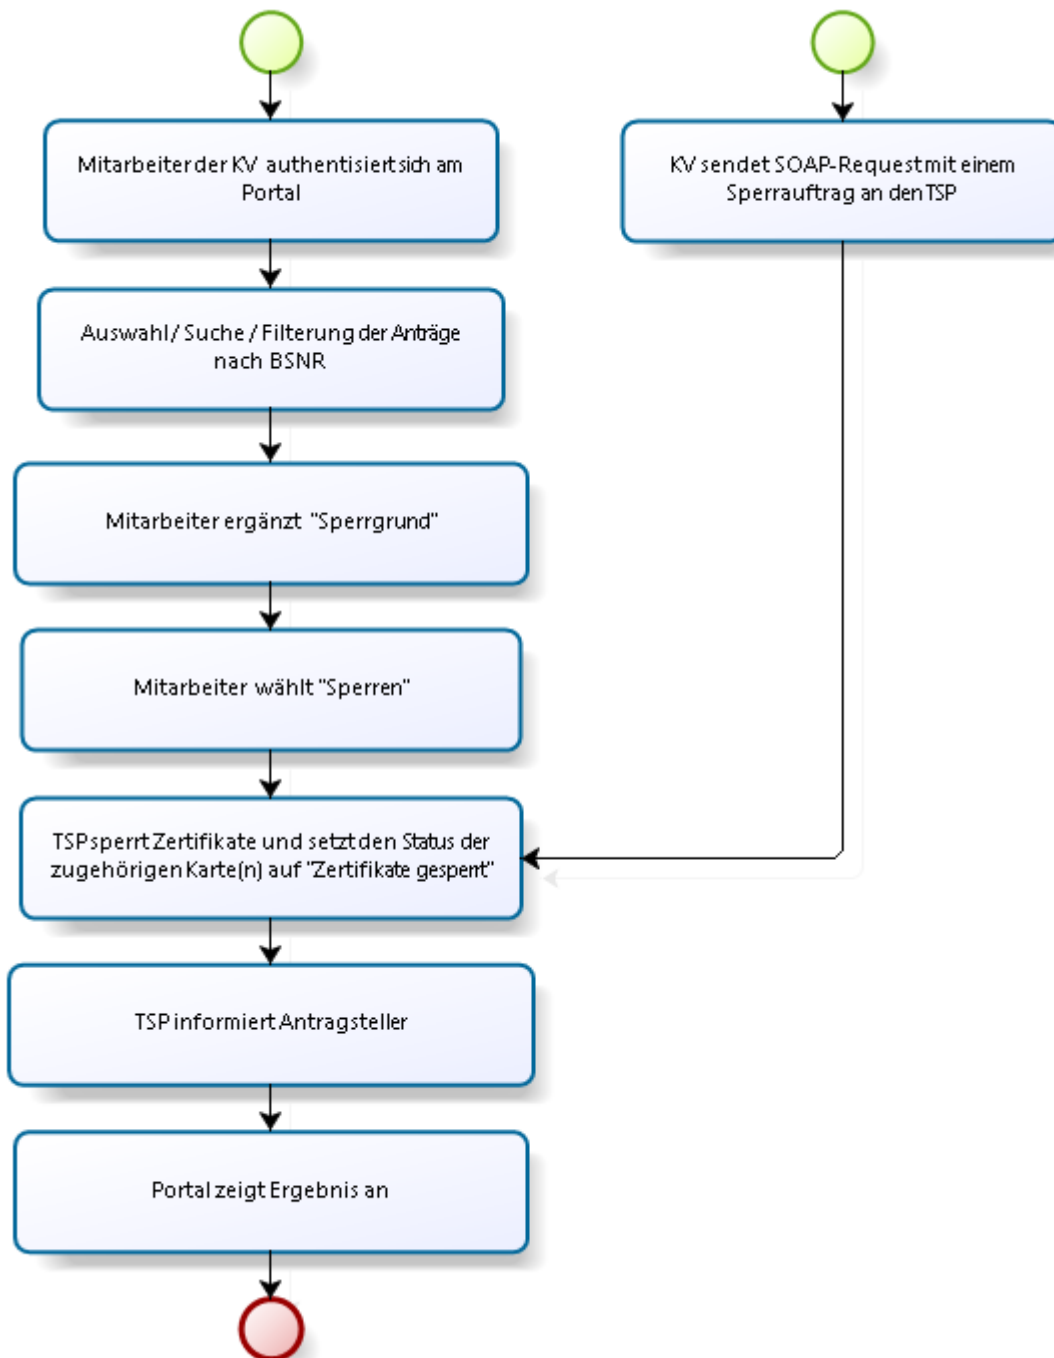 Mitarbeiter der KV authentisiert sich am
Portal
KV sendet SOAP-Request mit einem
Sperrauftrag an den TSP
Auswahl / Suche / Filterung der Anträge
nach BSNR
Mitarbeiter ergänzt "Sperrgrund"
Mitarbeiter wählt "Sperren"
TSP sperrt Zertifikate und setzt den Status der
zugehörigen Karte(n) auf "Zertifikate gesperrt"
TSP informiert Antragsteller
Portal zeigt Ergebnis an